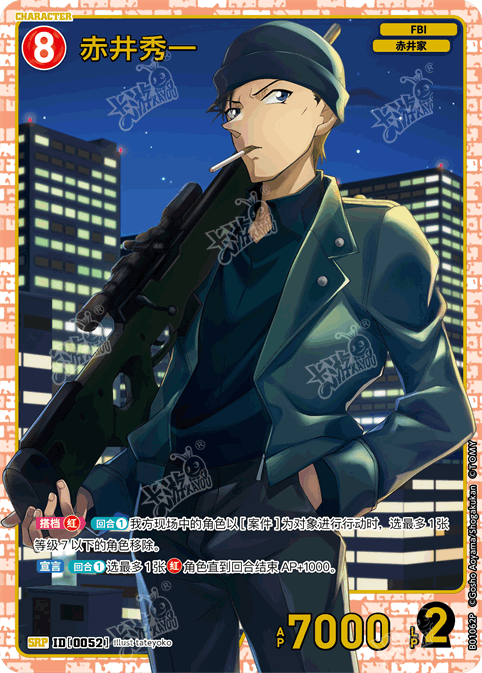 CHARACTER
8
赤井秀一
FBI
赤井家
搭档 红 回合1 我方现场中的角色以[案件]为对象进行行动时，选最多1张
等级7以下的角色移除。
宣言 回合1 选最多1张 红 角色直到回合结束 AP+1000。
SRP ID[0052] illust tateyoko
AP 7000 LP 2
B01062P ©Gosho Aoyama/Shogakukan ©TOMY